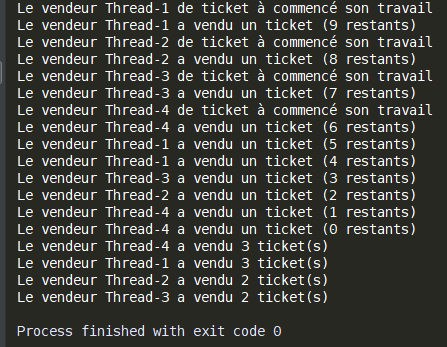 Le vendeur Thread-1 de ticket à commencé son travail
Le vendeur Thread-1 a vendu un ticket (9 restants)
Le vendeur Thread-2 de ticket à commencé son travail
Le vendeur Thread-2 a vendu un ticket (8 restants)
Le vendeur Thread-3 de ticket à commencé son travail
Le vendeur Thread-3 a vendu un ticket (7 restants)
Le vendeur Thread-4 de ticket à commencé son travail
Le vendeur Thread-4 a vendu un ticket (6 restants)
Le vendeur Thread-1 a vendu un ticket (5 restants)
Le vendeur Thread-1 a vendu un ticket (4 restants)
Le vendeur Thread-3 a vendu un ticket (3 restants)
Le vendeur Thread-2 a vendu un ticket (2 restants)
Le vendeur Thread-4 a vendu un ticket (1 restants)
Le vendeur Thread-4 a vendu un ticket (0 restants)
Le vendeur Thread-4 a vendu 3 ticket(s)
Le vendeur Thread-1 a vendu 3 ticket(s)
Le vendeur Thread-2 a vendu 2 ticket(s)
Le vendeur Thread-3 a vendu 2 ticket(s)
Process finished with exit code 0